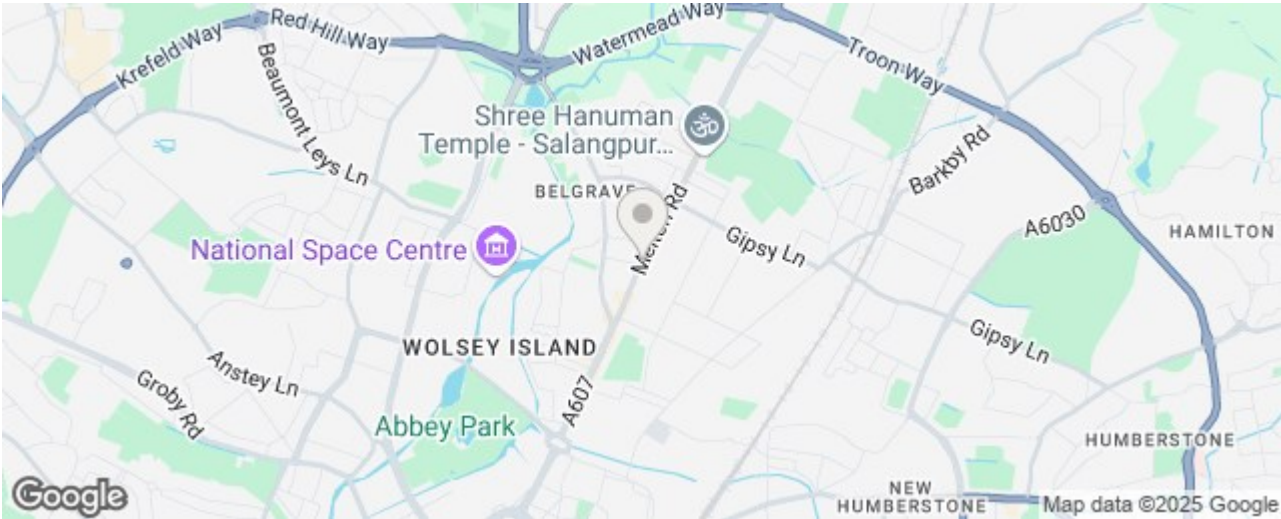 Krefeld Way
Red Hill Way
Beaumont Leys Ln
Watermead Way
Troon Way
Shree Hanuman
Temple - Salangpur...
BELGRAVE
Melton Rd
Barkby Rd
A6030
HAMILTON
National Space Centre
Gipsy Ln
WOLSEY ISLAND
Gipsy Ln
Anstey Ln
Groby Rd
A607
Abbey Park
HUMBERSTONE
NEW
HUMBERSTONE
Google
Map data ©2025 Google